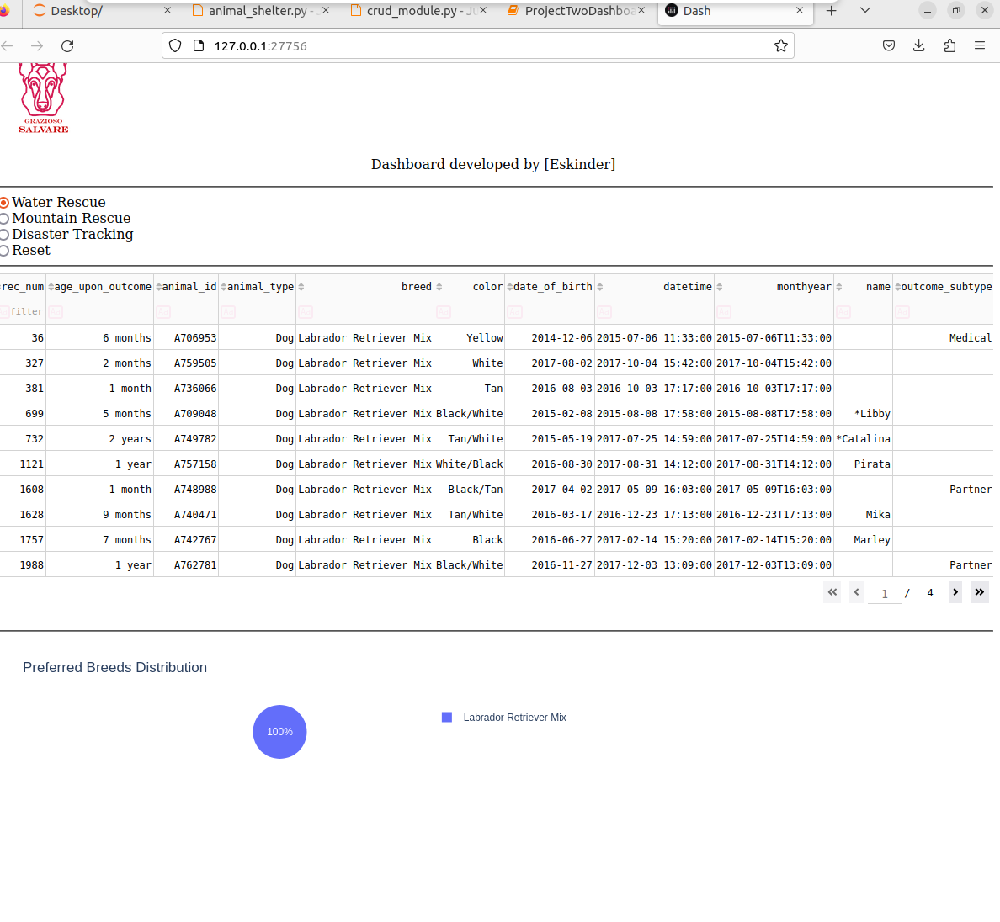 Desktop/ animal_shelter.py - J crud_module.py - Ju ProjectTwoDashboa Dash
127.0.0.1:27756
GRAZIOSO
SALVARE
Dashboard developed by [Eskinder]
Water Rescue
Mountain Rescue
Disaster Tracking
Reset
rec_num age_upon_outcome animal_id animal_type breed color date_of_birth datetime monthyear name outcome_subtype
Aa filter Aa Aa Aa Aa Aa Aa Aa Aa Aa Aa
36 6 months A706953 Dog Labrador Retriever Mix Yellow 2014-12-06 2015-07-06 11:33:00 2015-07-06T11:33:00 Medical
327 2 months A759505 Dog Labrador Retriever Mix White 2017-08-02 2017-10-04 15:42:00 2017-10-04T15:42:00
381 1 month A736066 Dog Labrador Retriever Mix Tan 2016-08-03 2016-10-03 17:17:00 2016-10-03T17:17:00
699 5 months A709048 Dog Labrador Retriever Mix Black/White 2015-02-08 2015-08-08 17:58:00 2015-08-08T17:58:00 *Libby
732 2 years A749782 Dog Labrador Retriever Mix Tan/White 2015-05-19 2017-07-25 14:59:00 2017-07-25T14:59:00 *Catalina
1121 1 year A757158 Dog Labrador Retriever Mix White/Black 2016-08-30 2017-08-31 14:12:00 2017-08-31T14:12:00 Pirata
1608 1 month A748988 Dog Labrador Retriever Mix Black/Tan 2017-04-02 2017-05-09 16:03:00 2017-05-09T16:03:00 Partner
1628 9 months A740471 Dog Labrador Retriever Mix Tan/White 2016-03-17 2016-12-23 17:13:00 2016-12-23T17:13:00 Mika
1757 7 months A742767 Dog Labrador Retriever Mix Black 2016-06-27 2017-02-14 15:20:00 2017-02-14T15:20:00 Marley
1988 1 year A762781 Dog Labrador Retriever Mix Black/White 2016-11-27 2017-12-03 13:09:00 2017-12-03T13:09:00 Partner
1 / 4
Preferred Breeds Distribution
100%
Labrador Retriever Mix